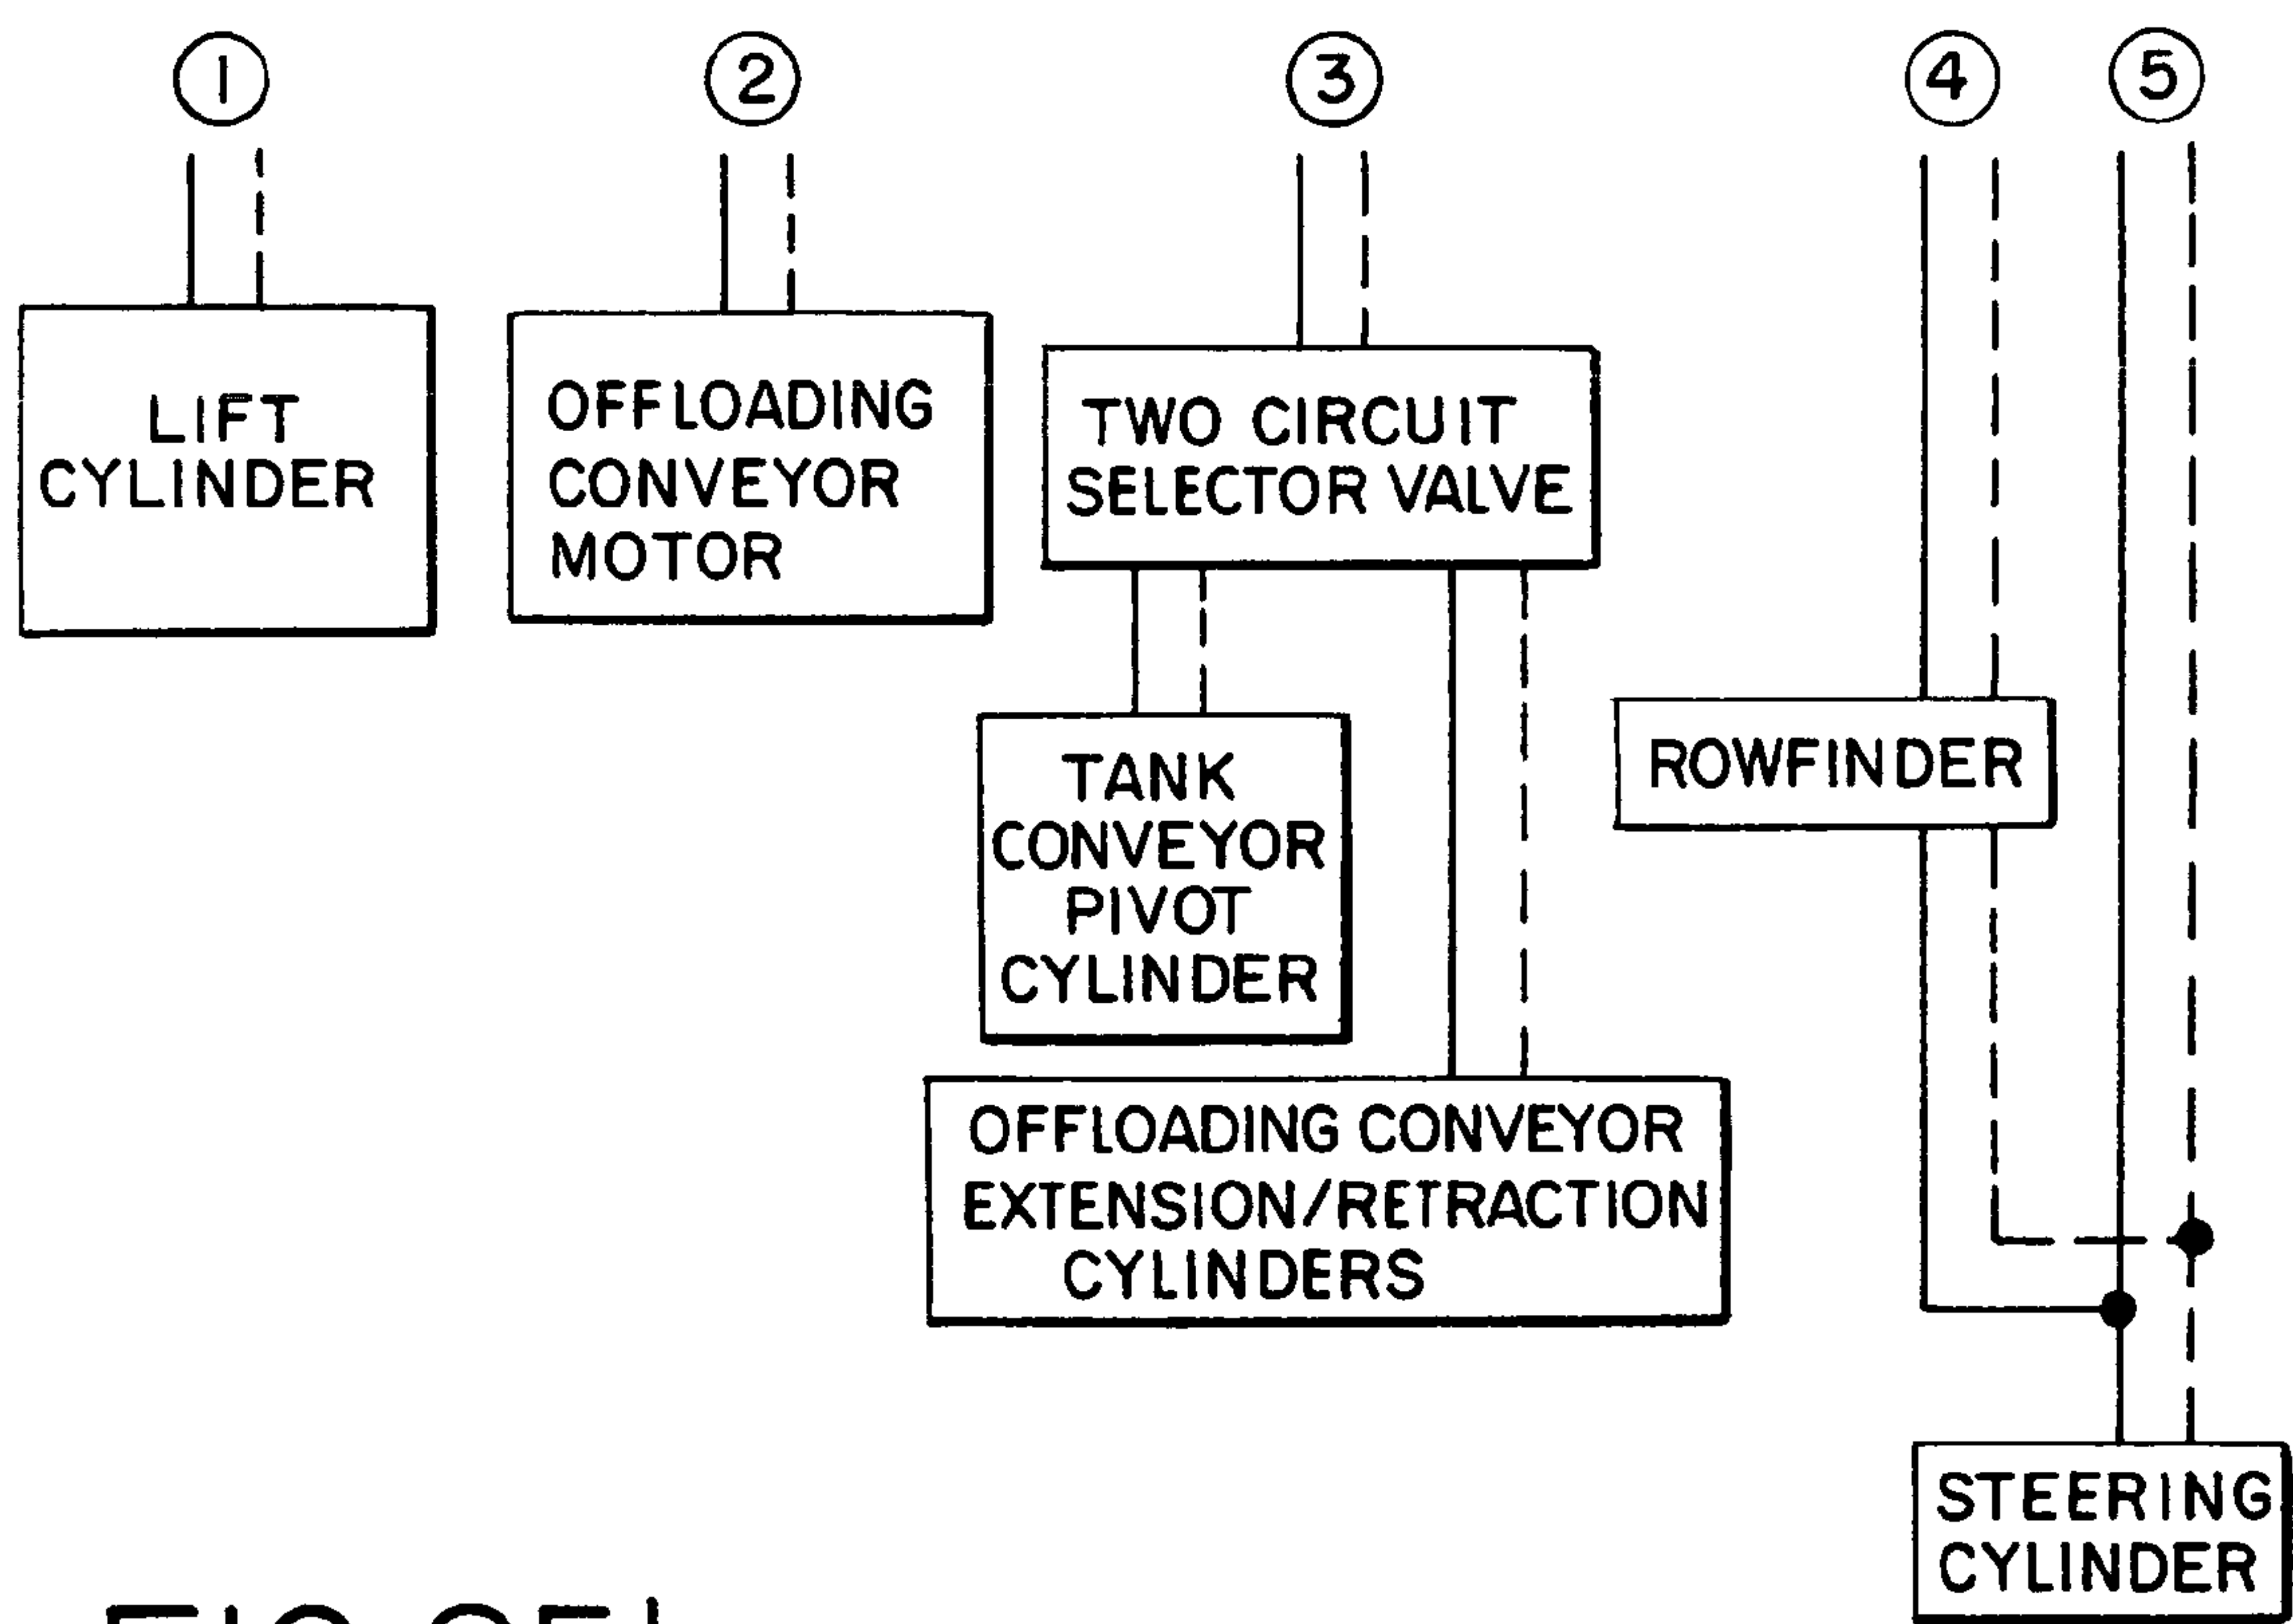 1
2
3
4
5
LIFT
CYLINDER
OFFLOADING
CONVEYOR
MOTOR
TWO CIRCUIT
SELECTOR VALVE
TANK
CONVEYOR
PIVOT
CYLINDER
ROWFINDER
OFFLOADING CONVEYOR
EXTENSION/RETRACTION
CYLINDERS
STEERING
CYLINDER